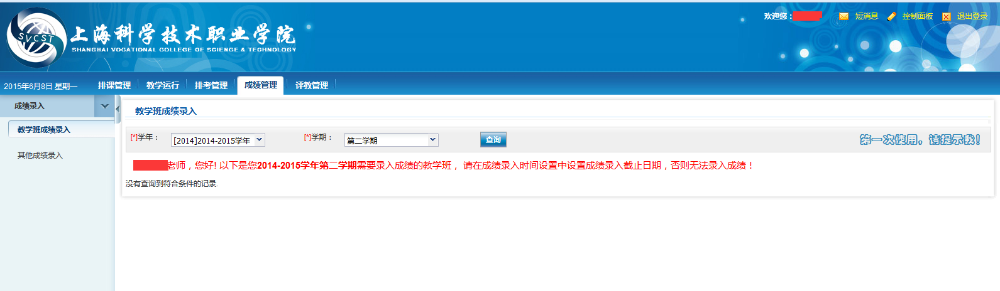 欢迎您： 短消息 控制面板 退出登录
SVCST
上海科学技术职业学院
SHANGHAI VOCATIONAL COLLEGE OF SCIENCE & TECHNOLOGY
2015年6月8日 星期一 排课管理 教学运行 排考管理 成绩管理 评教管理
成绩录入
教学班成绩录入
其他成绩录入
教学班成绩录入
[*]学年： [2014]2014-2015学年 [*]学期： 第二学期 查询 第一次使用。请提示我！
老师，您好! 以下是您2014-2015学年第二学期需要录入成绩的教学班， 请在成绩录入时间设置中设置成绩录入截止日期，否则无法录入成绩！
没有查询到符合条件的记录.